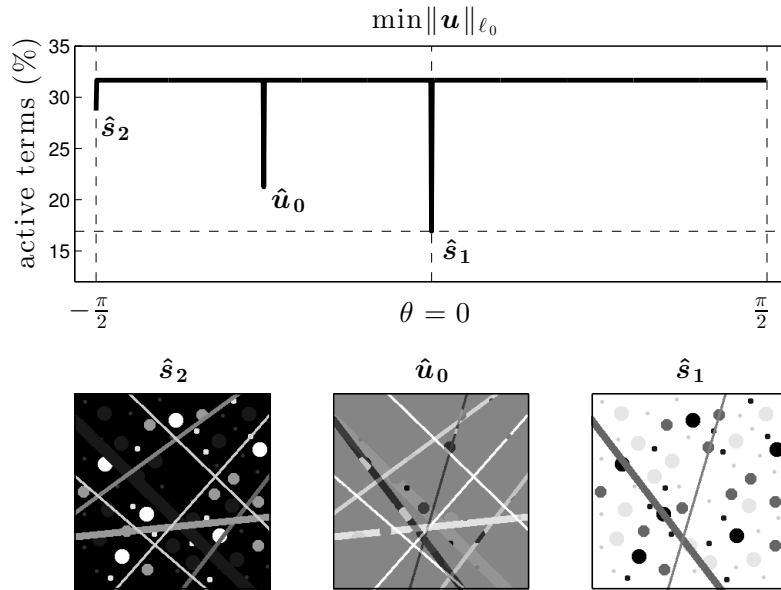 min‖u‖ℓ₀
active terms (%)
35
30
25
20
15
ŝ₂
û₀
ŝ₁
−π/2
θ = 0
π/2
ŝ₂
û₀
ŝ₁